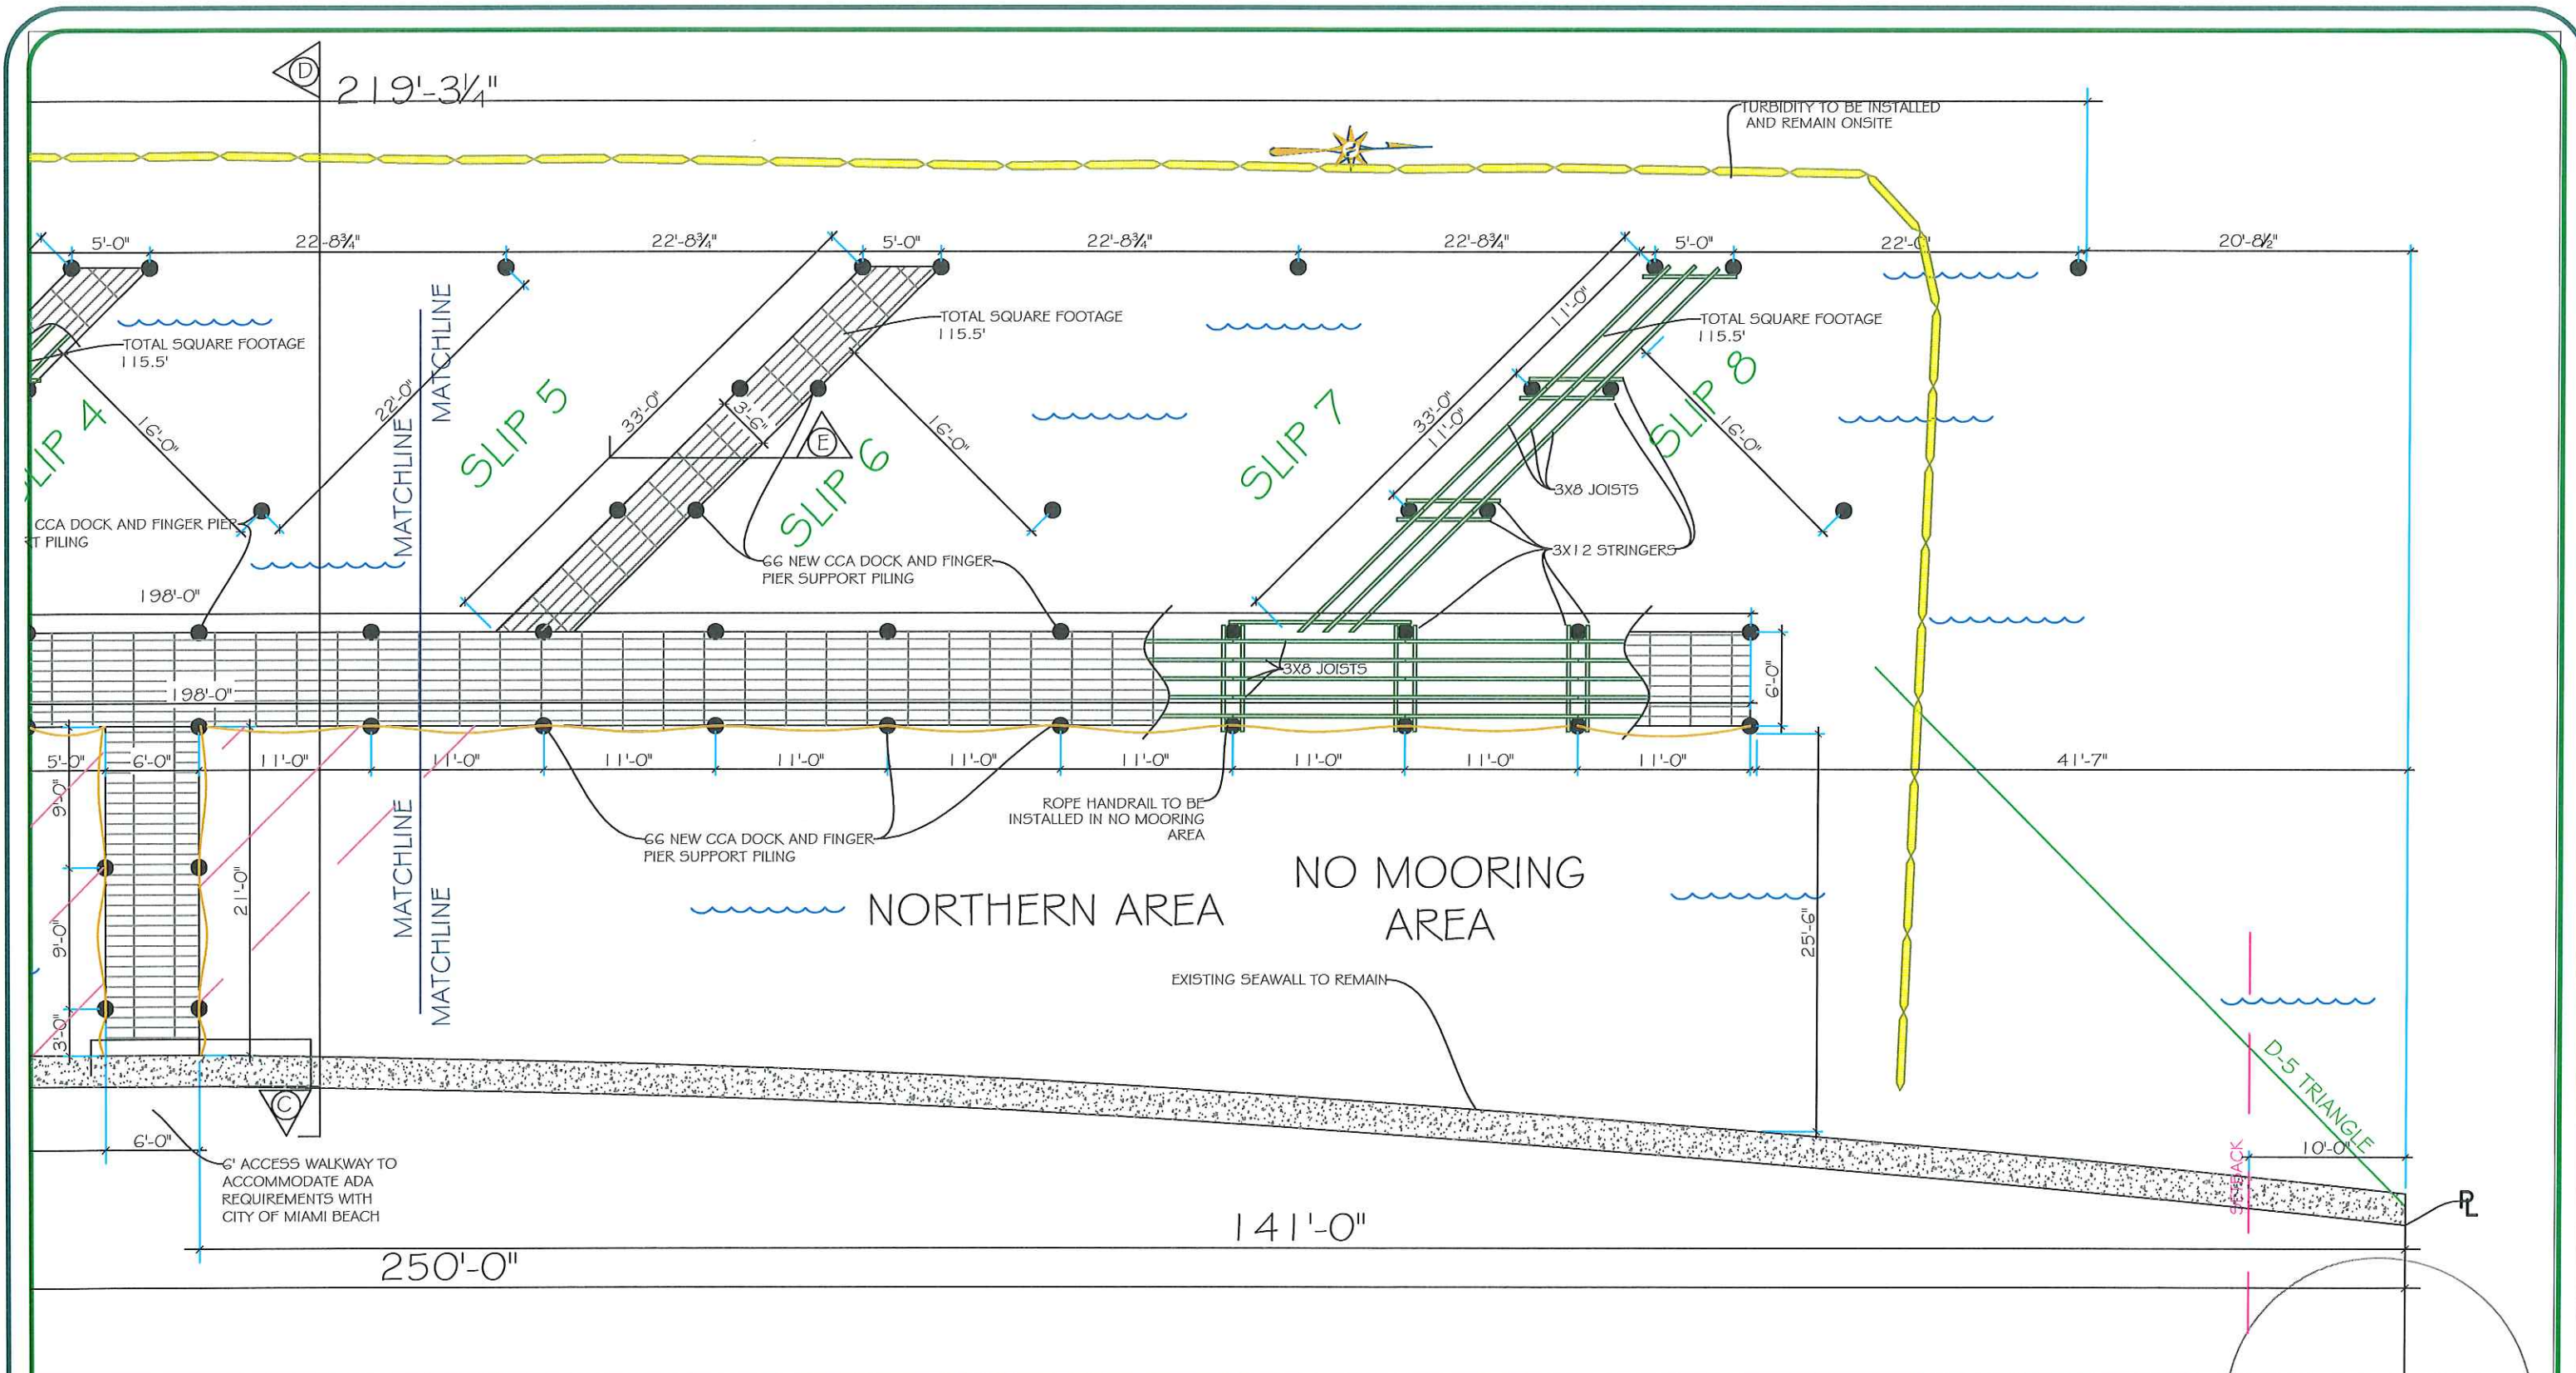 D
219'-3¼"
TURBIDITY TO BE INSTALLED
AND REMAIN ONSITE
5'-0"
22'-8¾"
22'-8¾"
5'-0"
22'-8¾"
22'-8¾"
5'-0"
22'-0"
20'-8½"
TOTAL SQUARE FOOTAGE
115.5'
TOTAL SQUARE FOOTAGE
115.5'
TOTAL SQUARE FOOTAGE
115.5'
MATCHLINE
MATCHLINE
22'-0"
16'-0"
SLIP 5
33'-0"
3'-6"
E
SLIP 6
16'-0"
SLIP 7
11'-0"
33'-0"
11'-0"
SLIP 8
16'-0"
LIP 4
3X8 JOISTS
CCA DOCK AND FINGER PIER
RT PILING
3X12 STRINGERS
66 NEW CCA DOCK AND FINGER
PIER SUPPORT PILING
198'-0"
3X8 JOISTS
198'-0"
6'-0"
5'-0"
6'-0"
11'-0"
11'-0"
11'-0"
11'-0"
11'-0"
11'-0"
11'-0"
11'-0"
11'-0"
41'-7"
9'-0"
9'-0"
3'-0"
21'-0"
MATCHLINE
MATCHLINE
66 NEW CCA DOCK AND FINGER
PIER SUPPORT PILING
ROPE HANDRAIL TO BE
INSTALLED IN NO MOORING
AREA
NORTHERN AREA
NO MOORING
AREA
25'-6"
EXISTING SEAWALL TO REMAIN
D-5 TRIANGLE
C
6'-0"
6' ACCESS WALKWAY TO
ACCOMMODATE ADA
REQUIREMENTS WITH
CITY OF MIAMI BEACH
10'-0"
SETBACK
PL
141'-0"
250'-0"